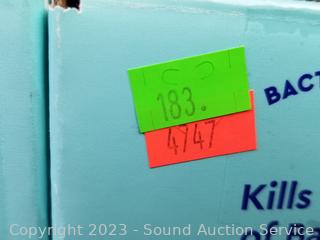 183.
4747
BACT
Kills
Copyright 2023 - Sound Auction Service